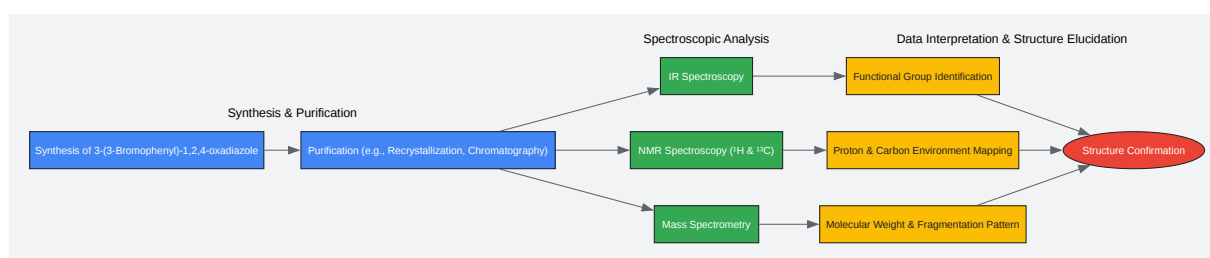 Spectroscopic Analysis
Data Interpretation & Structure Elucidation
IR Spectroscopy
Functional Group Identification
Synthesis & Purification
Synthesis of 3-(3-Bromophenyl)-1,2,4-oxadiazole
Purification (e.g., Recrystallization, Chromatography)
NMR Spectroscopy (¹H & ¹³C)
Proton & Carbon Environment Mapping
Structure Confirmation
Mass Spectrometry
Molecular Weight & Fragmentation Pattern